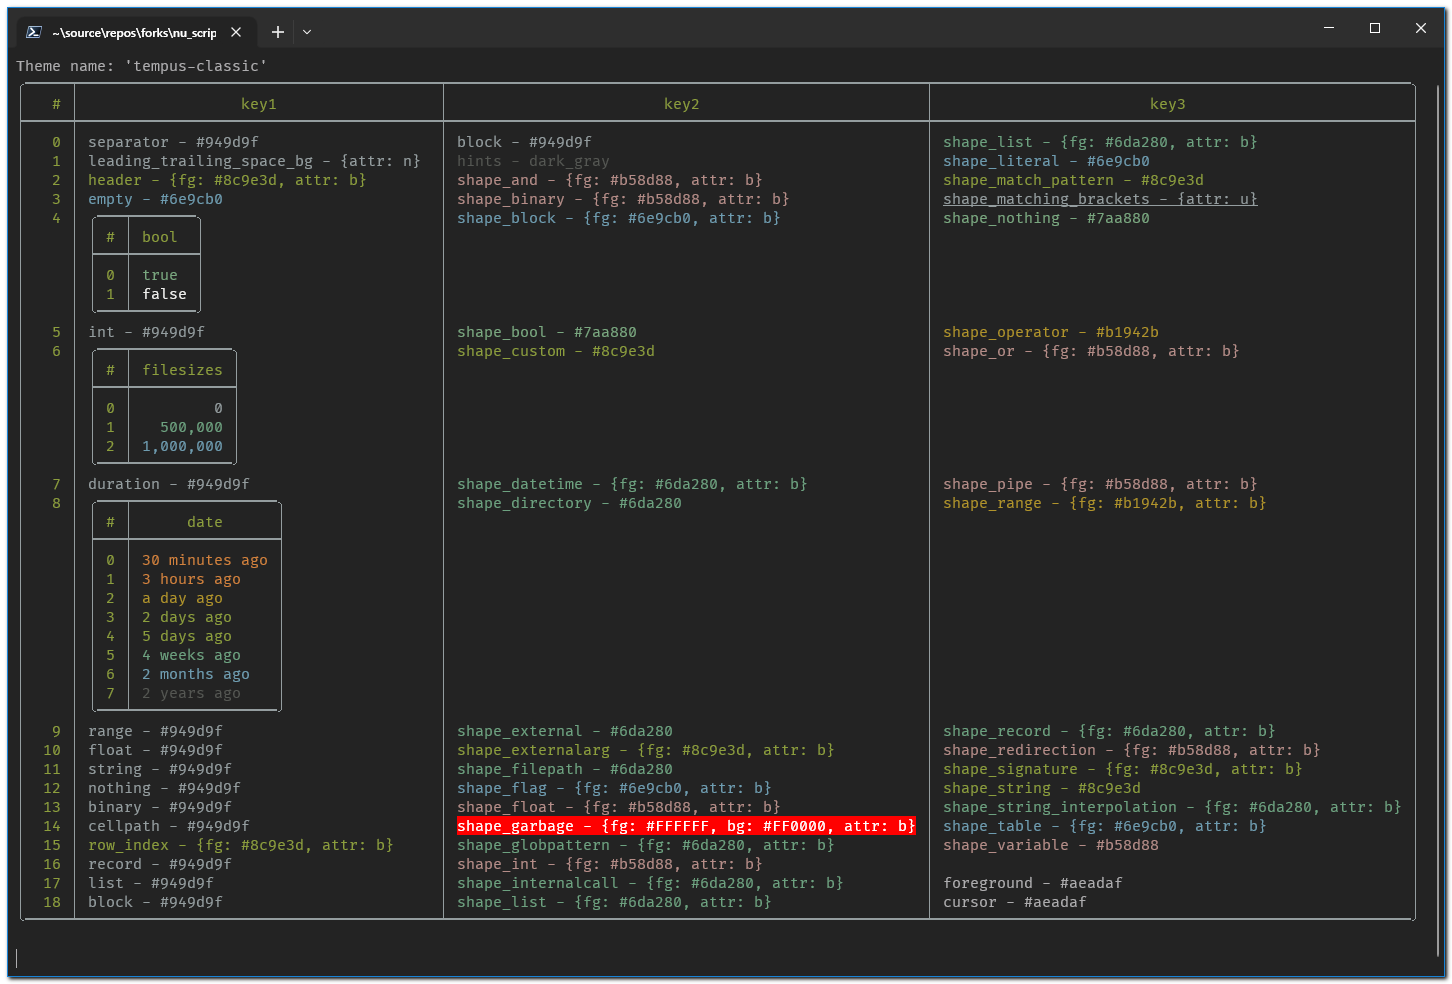 ~\source\repos\forks\nu_scrip
Theme name: 'tempus-classic'
# key1 key2 key3
0 separator - #949d9f block - #949d9f shape_list - {fg: #6da280, attr: b}
1 leading_trailing_space_bg - {attr: n} hints - dark_gray shape_literal - #6e9cb0
2 header - {fg: #8c9e3d, attr: b} shape_and - {fg: #b58d88, attr: b} shape_match_pattern - #8c9e3d
3 empty - #6e9cb0 shape_binary - {fg: #b58d88, attr: b} shape_matching_brackets - {attr: u}
4 shape_block - {fg: #6e9cb0, attr: b} shape_nothing - #7aa880
# bool
0 true
1 false
5 int - #949d9f shape_bool - #7aa880 shape_operator - #b1942b
6 shape_custom - #8c9e3d shape_or - {fg: #b58d88, attr: b}
# filesizes
0 0
1 500,000
2 1,000,000
7 duration - #949d9f shape_datetime - {fg: #6da280, attr: b} shape_pipe - {fg: #b58d88, attr: b}
8 shape_directory - #6da280 shape_range - {fg: #b1942b, attr: b}
# date
0 30 minutes ago
1 3 hours ago
2 a day ago
3 2 days ago
4 5 days ago
5 4 weeks ago
6 2 months ago
7 2 years ago
9 range - #949d9f shape_external - #6da280 shape_record - {fg: #6da280, attr: b}
10 float - #949d9f shape_externalarg - {fg: #8c9e3d, attr: b} shape_redirection - {fg: #b58d88, attr: b}
11 string - #949d9f shape_filepath - #6da280 shape_signature - {fg: #8c9e3d, attr: b}
12 nothing - #949d9f shape_flag - {fg: #6e9cb0, attr: b} shape_string - #8c9e3d
13 binary - #949d9f shape_float - {fg: #b58d88, attr: b} shape_string_interpolation - {fg: #6da280, attr: b}
14 cellpath - #949d9f shape_garbage - {fg: #FFFFFF, bg: #FF0000, attr: b} shape_table - {fg: #6e9cb0, attr: b}
15 row_index - {fg: #8c9e3d, attr: b} shape_globpattern - {fg: #6da280, attr: b} shape_variable - #b58d88
16 record - #949d9f shape_int - {fg: #b58d88, attr: b}
17 list - #949d9f shape_internalcall - {fg: #6da280, attr: b} foreground - #aeadaf
18 block - #949d9f shape_list - {fg: #6da280, attr: b} cursor - #aeadaf